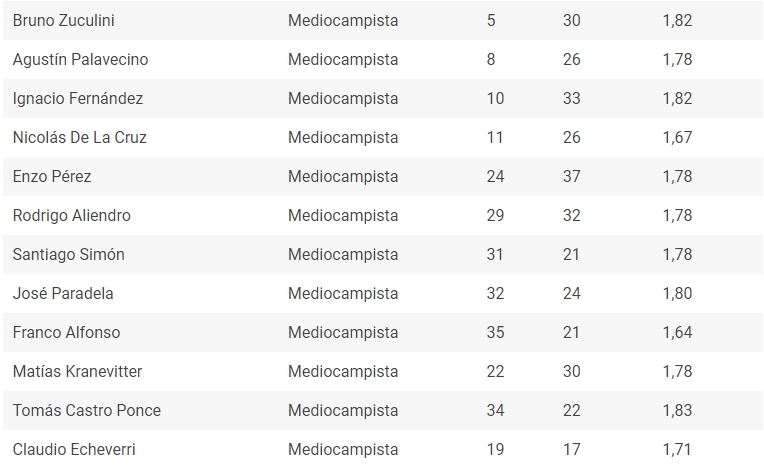 Bruno Zuculini Mediocampista 5 30 1,82
Agustín Palavecino Mediocampista 8 26 1,78
Ignacio Fernández Mediocampista 10 33 1,82
Nicolás De La Cruz Mediocampista 11 26 1,67
Enzo Pérez Mediocampista 24 37 1,78
Rodrigo Aliendro Mediocampista 29 32 1,78
Santiago Simón Mediocampista 31 21 1,78
José Paradela Mediocampista 32 24 1,80
Franco Alfonso Mediocampista 35 21 1,64
Matías Kranevitter Mediocampista 22 30 1,78
Tomás Castro Ponce Mediocampista 34 22 1,83
Claudio Echeverri Mediocampista 19 17 1,71